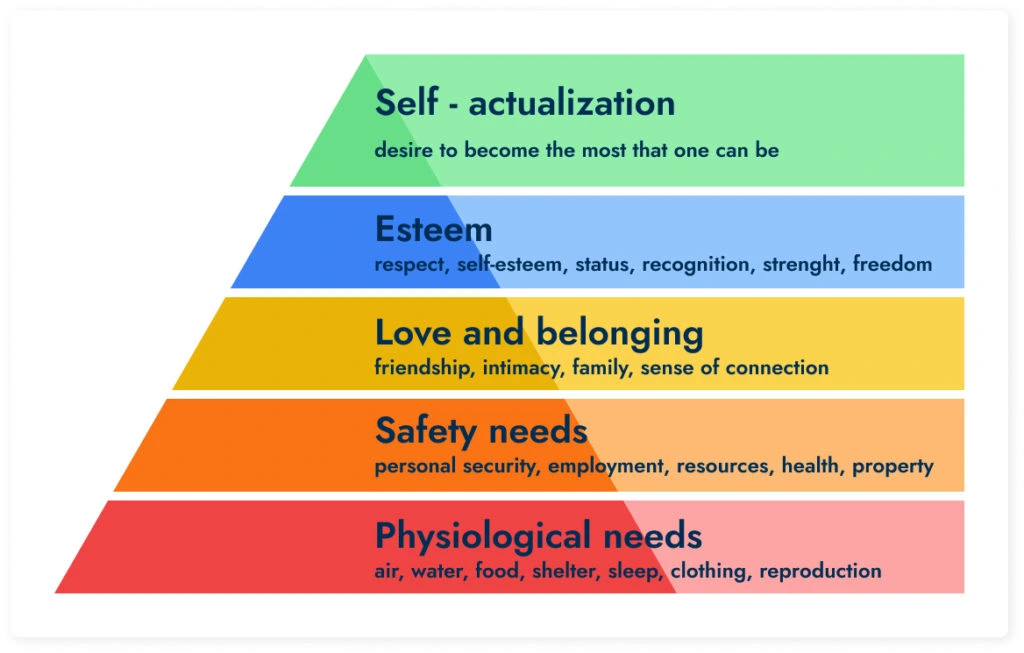 Self - actualization
desire to become the most that one can be
Esteem
respect, self-esteem, status, recognition, strenght, freedom
Love and belonging
friendship, intimacy, family, sense of connection
Safety needs
personal security, employment, resources, health, property
Physiological needs
air, water, food, shelter, sleep, clothing, reproduction